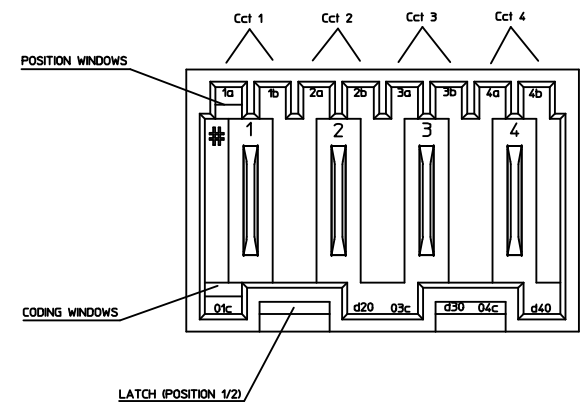 Cct 1 Cct 2 Cct 3 Cct 4
POSITION WINDOWS
1a 1b 2a 2b 3a 3b 4a 4b
# 1 2 3 4
01c d20 03c d30 04c d40
CODING WINDOWS
LATCH (POSITION 1/2)